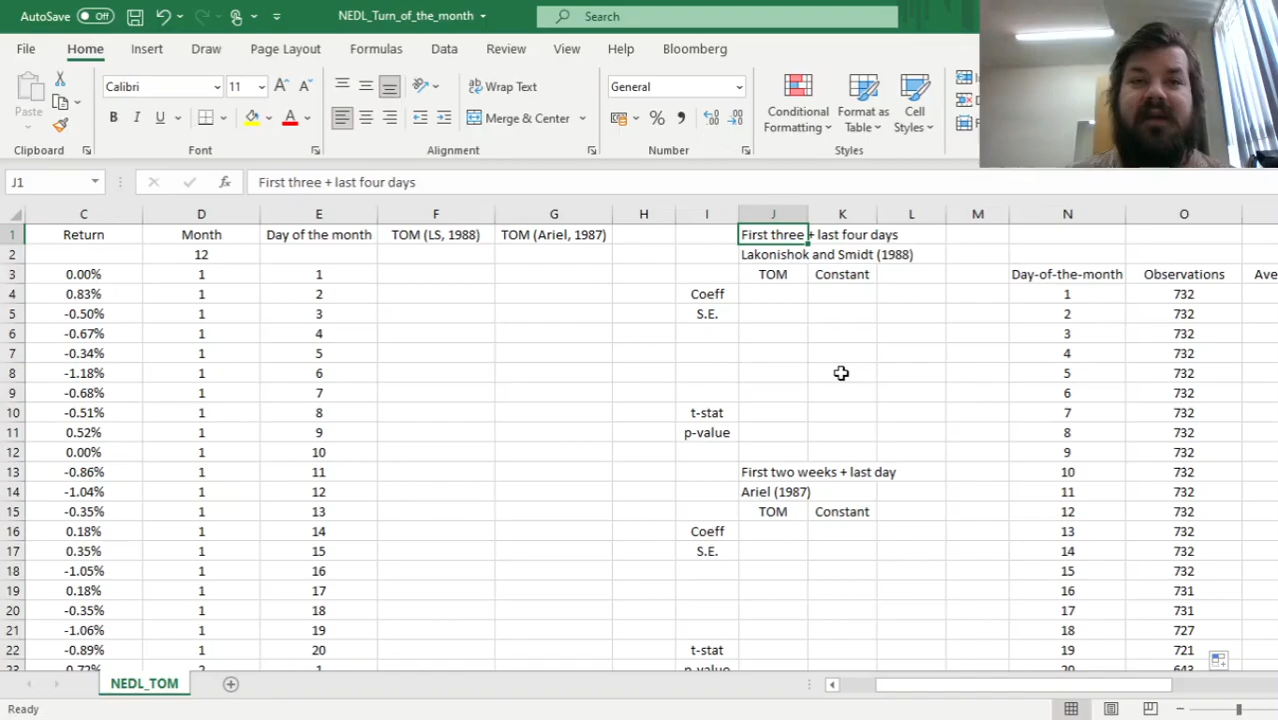 AutoSave Off NEDL_Turn_of_the_month Search
File Home Insert Draw Page Layout Formulas Data Review View Help Bloomberg
Paste Calibri 11 Wrap Text Merge & Center General Conditional Formatting Format as Table Cell Styles
Clipboard Font Alignment Number Styles
J1 First three + last four days
C D E F G H I J K L M N O
1 Return Month Day of the month TOM (LS, 1988) TOM (Ariel, 1987) First three + last four days
2 12 Lakonishok and Smidt (1988)
3 0.00% 1 1 TOM Constant Day-of-the-month Observations
4 0.83% 1 2 Coeff 1 732
5 -0.50% 1 3 S.E. 2 732
6 -0.67% 1 4 3 732
7 -0.34% 1 5 4 732
8 -1.18% 1 6 5 732
9 -0.68% 1 7 6 732
10 -0.51% 1 8 t-stat 7 732
11 0.52% 1 9 p-value 8 732
12 0.00% 1 10 9 732
13 -0.86% 1 11 First two weeks + last day 10 732
14 -1.04% 1 12 Ariel (1987) 11 732
15 -0.35% 1 13 TOM Constant 12 732
16 0.18% 1 14 Coeff 13 732
17 0.35% 1 15 S.E. 14 732
18 -1.05% 1 16 15 732
19 0.18% 1 17 16 731
20 -0.35% 1 18 17 731
21 -1.06% 1 19 18 727
22 -0.89% 1 20 t-stat 19 721
23 0.72% 2 1 p-value 20 643
NEDL_TOM
Ready